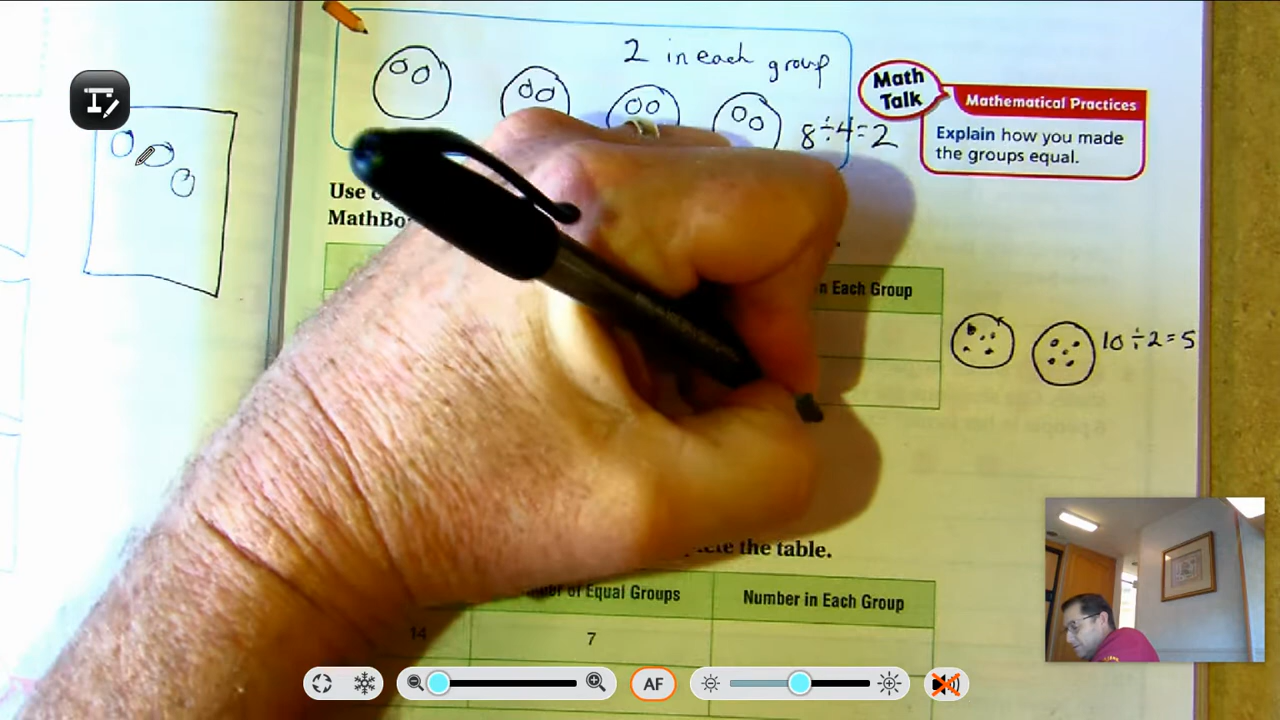 2 in each group
8÷4=2
Math
Talk
Mathematical Practices
Explain how you made
the groups equal.
Use
MathBo
n Each Group
10÷2=5
the table.
of Equal Groups
Number in Each Group
14
7
AF